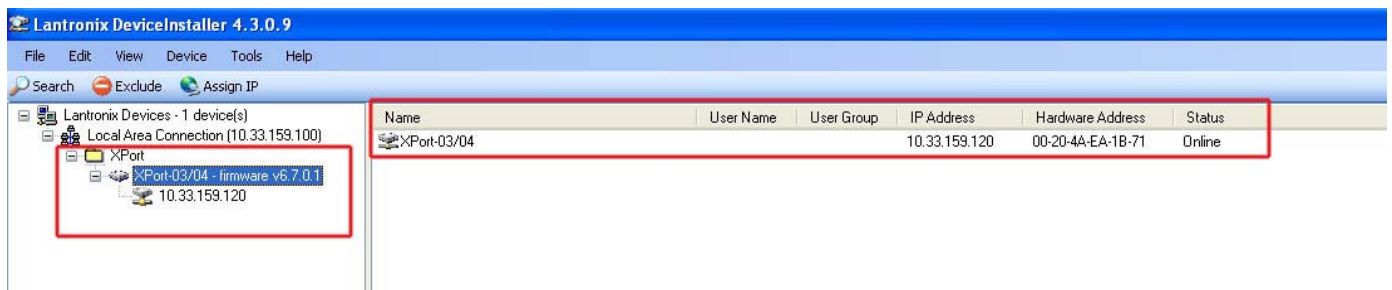 Lantronix DeviceInstaller 4.3.0.9
File Edit View Device Tools Help
Search Exclude Assign IP
Lantronix Devices - 1 device(s)
Local Area Connection (10.33.159.100)
XPort
XPort-03/04 - firmware v6.7.0.1
10.33.159.120
Name User Name User Group IP Address Hardware Address Status
XPort-03/04 10.33.159.120 00-20-4A-EA-1B-71 Online